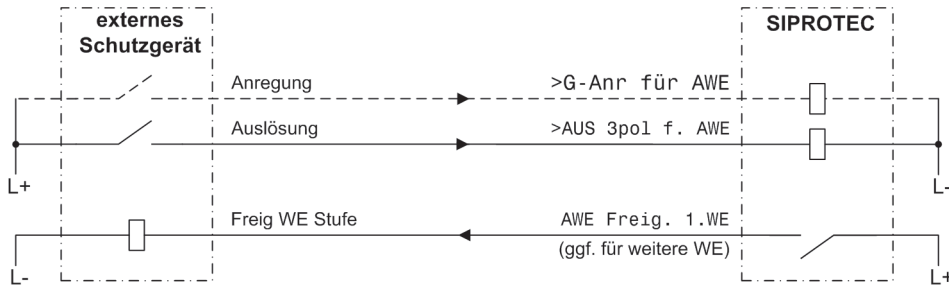 externes
Schutzgerät
SIPROTEC
Anregung
>G-Anr für AWE
Auslösung
>AUS 3pol f. AWE
L+
L-
Freig WE Stufe
AWE Freig. 1.WE
(ggf. für weitere WE)
L-
L+